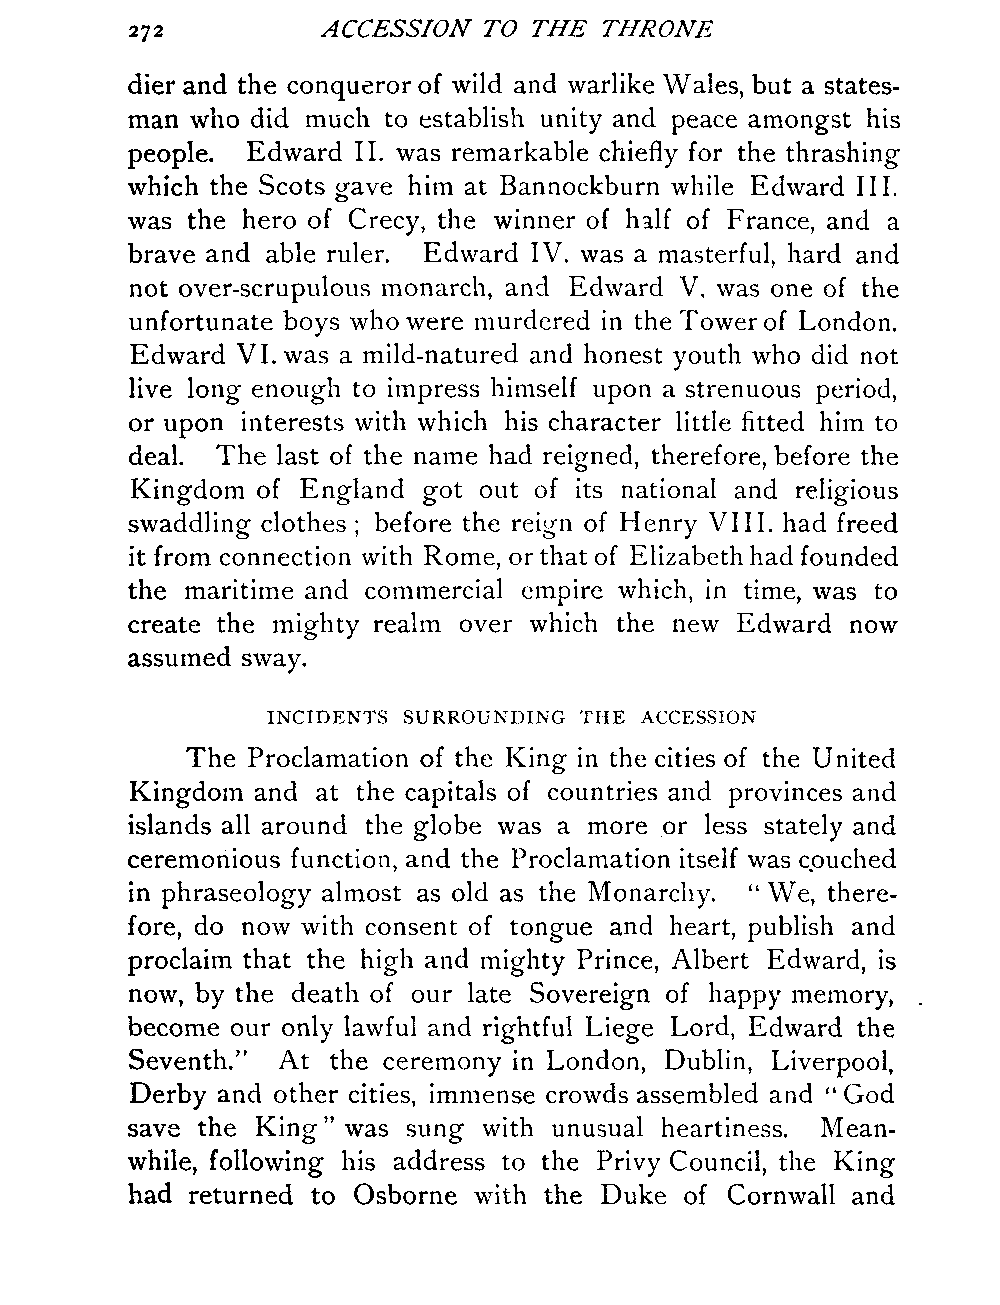 272 ACCESSION TO THE THRONE
dier and the conqueror of wild and warlike Wales, but a states-
man who did much to establish unity and peace amongst his
people. Edward II. was remarkable chiefly for the thrashing
which the Scots gave him at Bannockburn while Edward III.
was the hero of Crecy, the winner of half of France, and a
brave and able ruler. Edward IV. was a masterful, hard and
not over-scrupulous monarch, and Edward V. was one of the
unfortunate boys who were murdered in the Tower of London.
Edward VI. was a mild-natured and honest youth who did not
live long enough to impress himself upon a strenuous period,
or upon interests with which his character little fitted him to
deal. The last of the name had reigned, therefore, before the
Kingdom of England got out of its national and religious
swaddling clothes; before the reign of Henry VIII. had freed
it from connection with Rome, or that of Elizabeth had founded
the maritime and commercial empire which, in time, was to
create the mighty realm over which the new Edward now
assumed sway.
INCIDENTS SURROUNDING THE ACCESSION
The Proclamation of the King in the cities of the United
Kingdom and at the capitals of countries and provinces and
islands all around the globe was a more or less stately and
ceremonious function, and the Proclamation itself was couched
in phraseology almost as old as the Monarchy. "We, there-
fore, do now with consent of tongue and heart, publish and
proclaim that the high and mighty Prince, Albert Edward, is
now, by the death of our late Sovereign of happy memory,
become our only lawful and rightful Liege Lord, Edward the
Seventh." At the ceremony in London, Dublin, Liverpool,
Derby and other cities, immense crowds assembled and "God
save the King" was sung with unusual heartiness. Mean-
while, following his address to the Privy Council, the King
had returned to Osborne with the Duke of Cornwall and